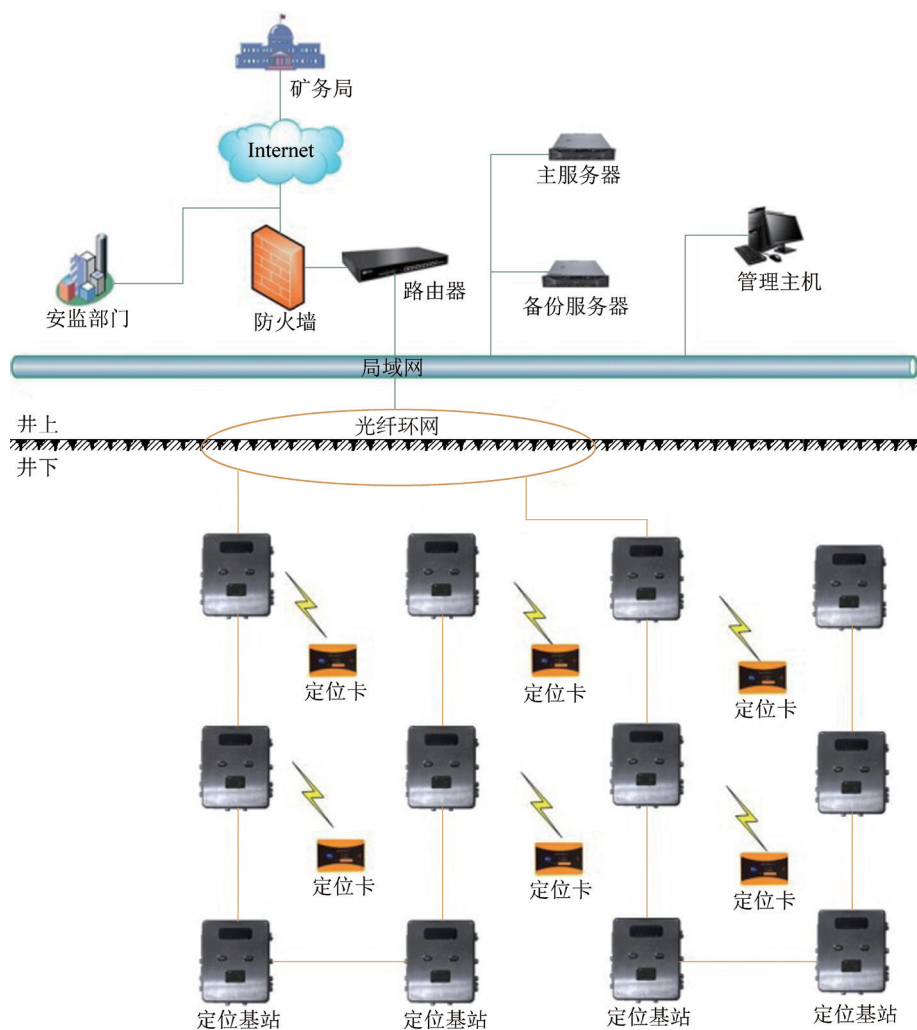 矿务局
Internet
主服务器
安监部门
防火墙
路由器
备份服务器
管理主机
局域网
井上
光纤环网
井下
定位卡
定位卡
定位卡
定位卡
定位卡
定位卡
定位基站
定位基站
定位基站
定位基站